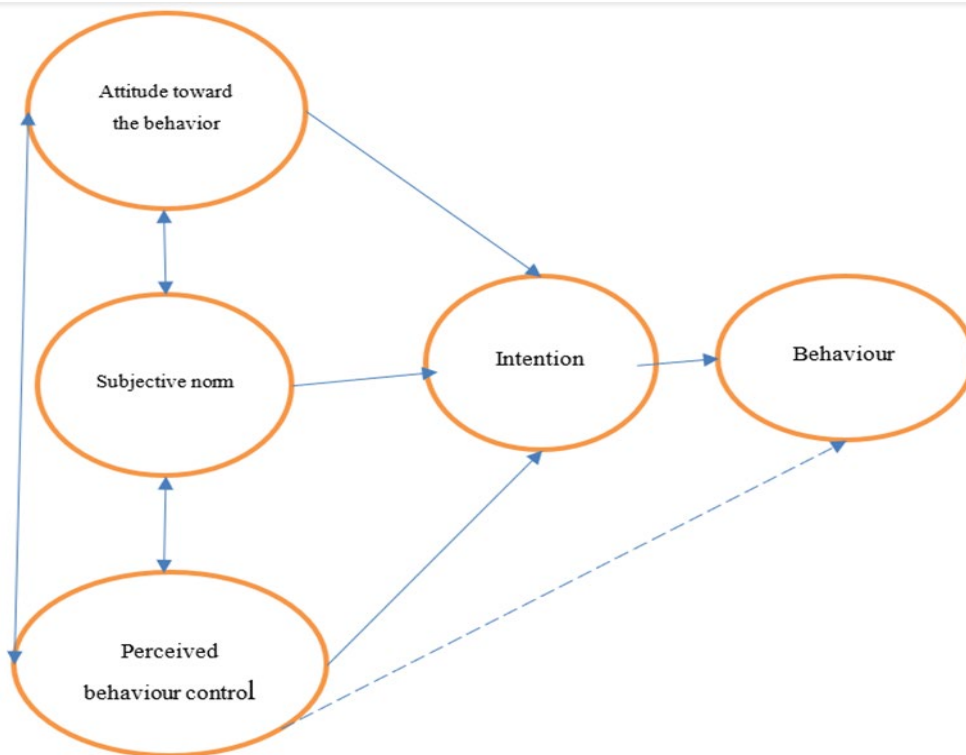 Attitude toward
the behavior
Subjective norm
Intention
Behaviour
Perceived
behaviour control